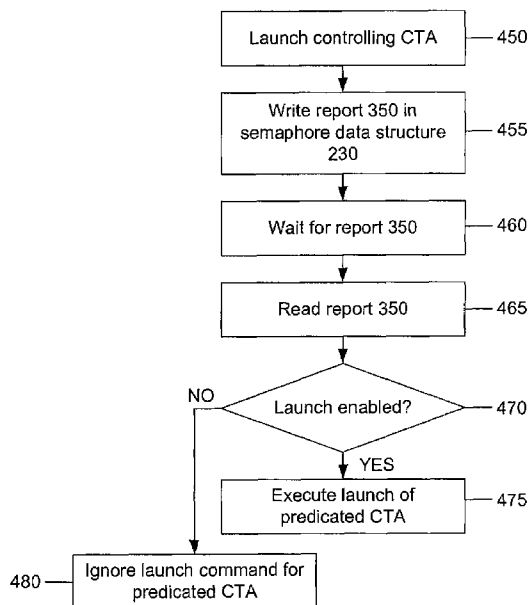 Launch controlling CTA
450
Write report 350 in
semaphore data structure
230
455
Wait for report 350
460
Read report 350
465
NO
Launch enabled?
470
YES
Execute launch of
predicated CTA
475
480
Ignore launch command for
predicated CTA